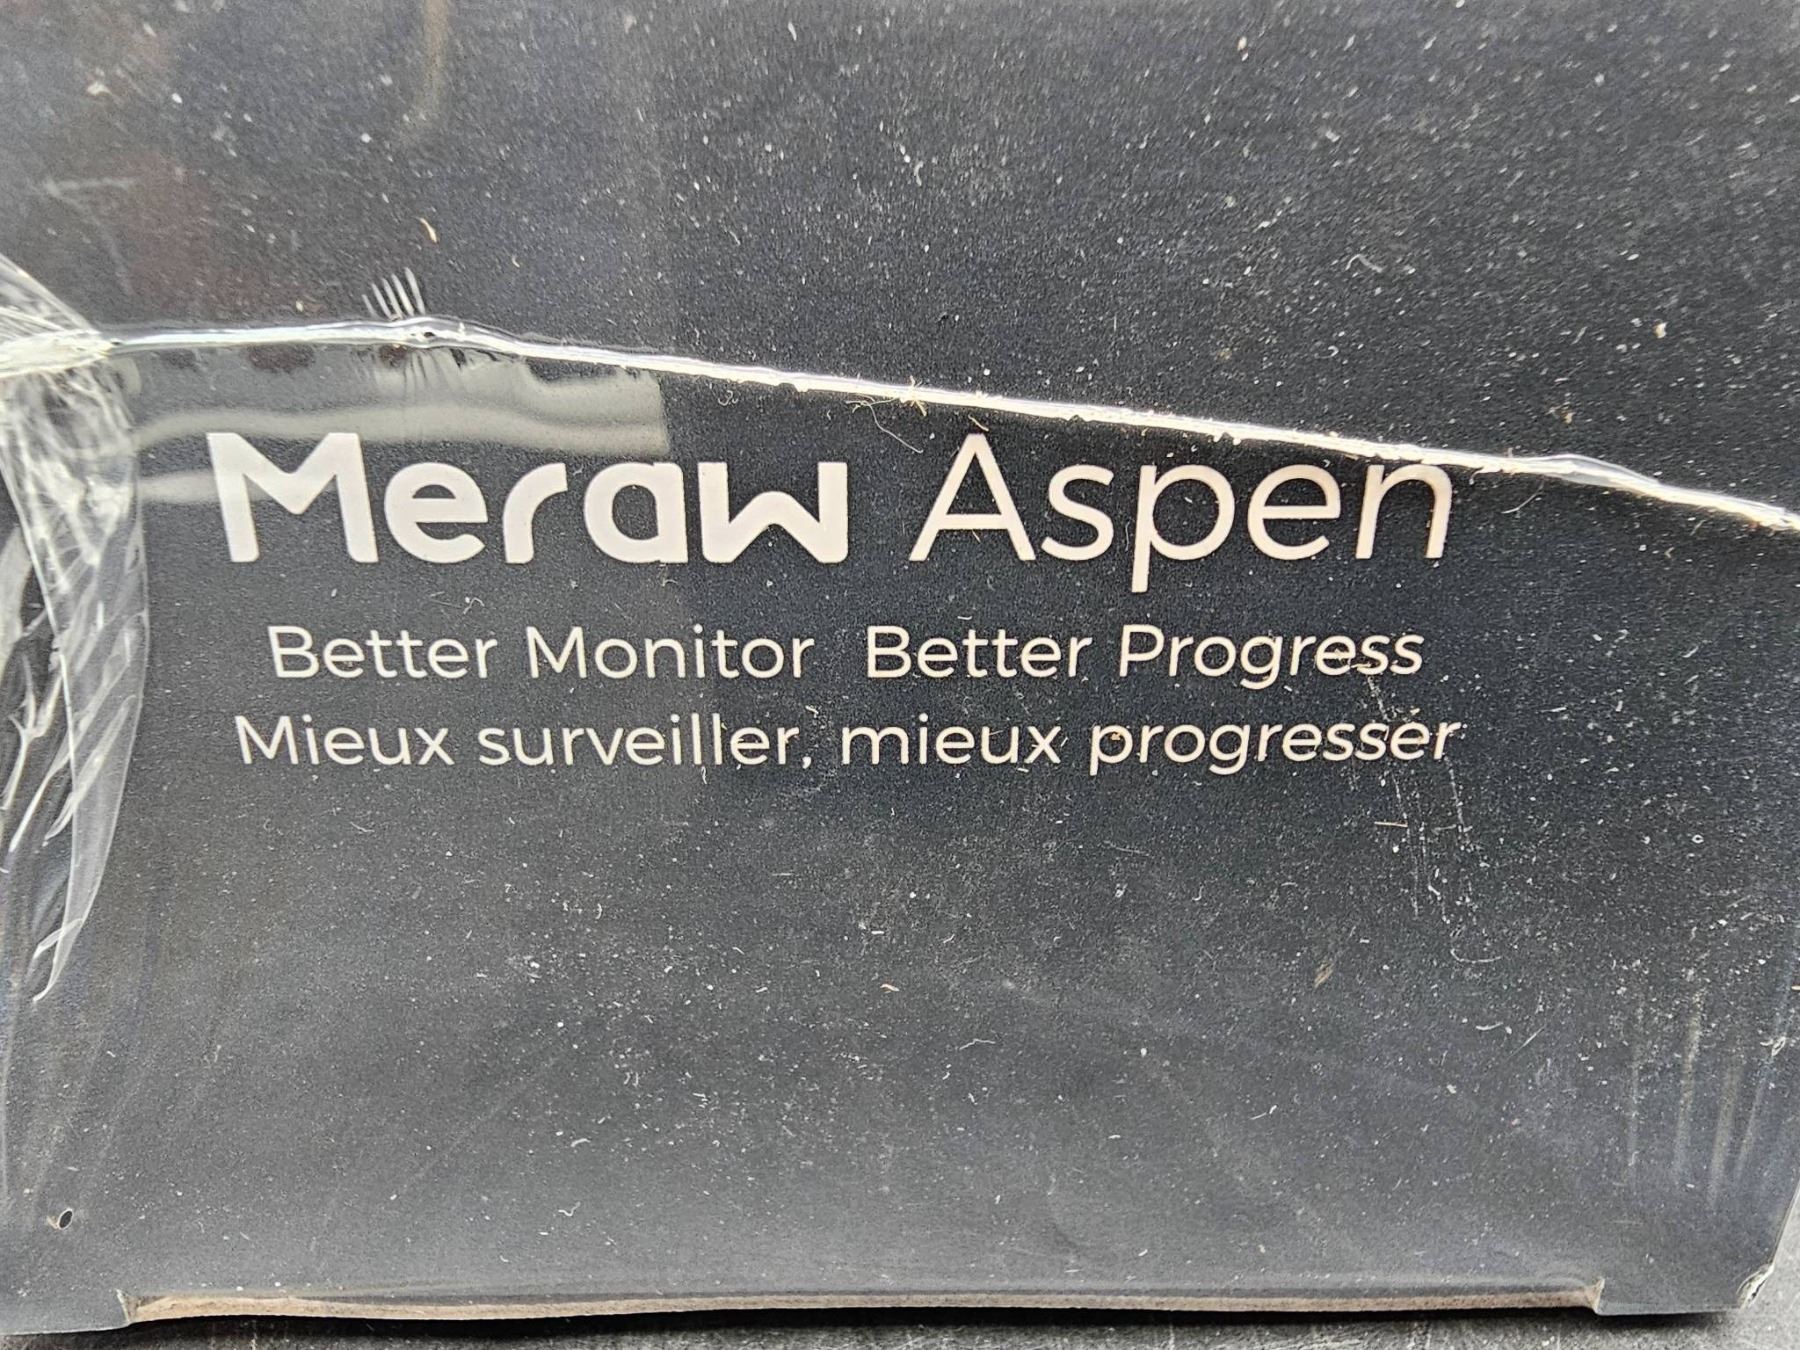 Meraw Aspen
Better Monitor Better Progress
Mieux surveiller, mieux progresser